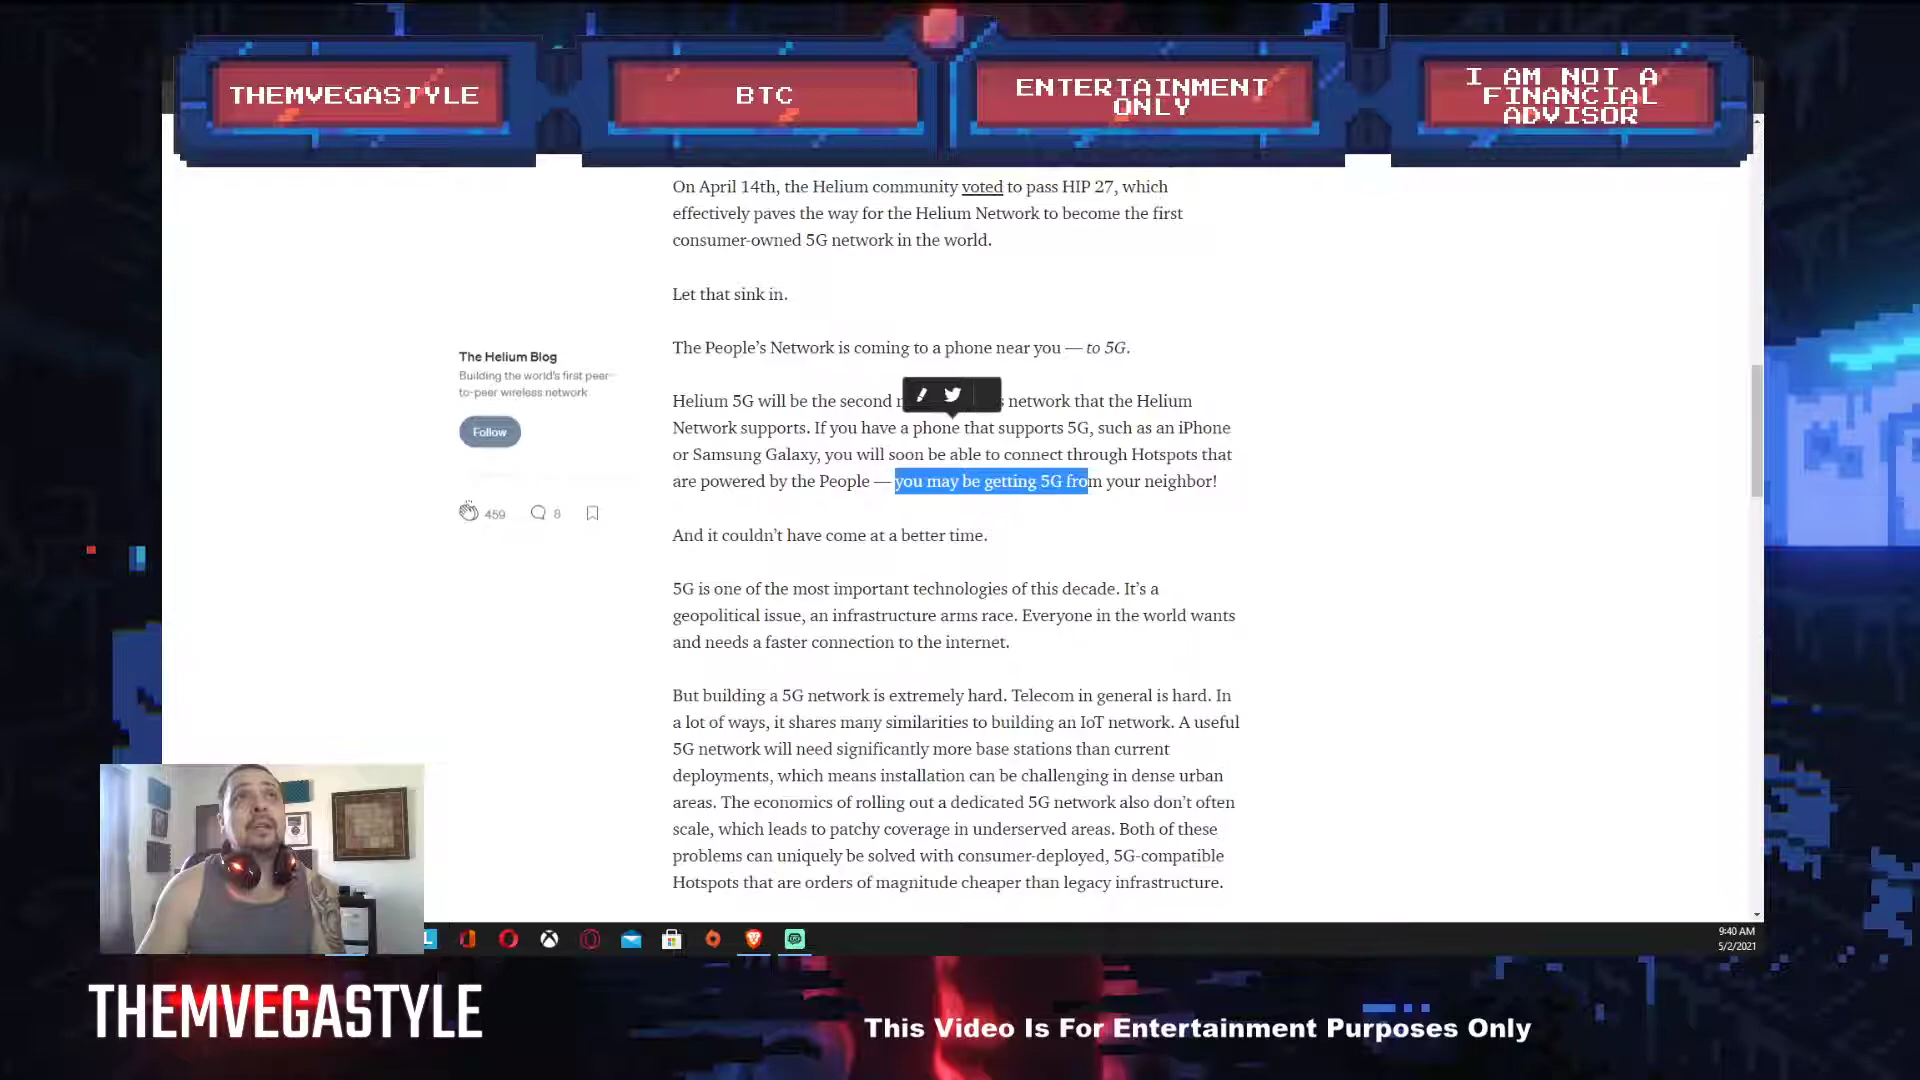 THEMVEGASTYLE
BTC
ENTERTAINMENT
ONLY
I AM NOT A
FINANCIAL
ADVISOR
On April 14th, the Helium community voted to pass HIP 27, which
effectively paves the way for the Helium Network to become the first
consumer-owned 5G network in the world.
Let that sink in.
The People's Network is coming to a phone near you — to 5G.
The Helium Blog
Building the world's first peer-
to-peer wireless network
Follow
459
8
Helium 5G will be the second network that the Helium
Network supports. If you have a phone that supports 5G, such as an iPhone
or Samsung Galaxy, you will soon be able to connect through Hotspots that
are powered by the People — you may be getting 5G from your neighbor!
And it couldn't have come at a better time.
5G is one of the most important technologies of this decade. It's a
geopolitical issue, an infrastructure arms race. Everyone in the world wants
and needs a faster connection to the internet.
But building a 5G network is extremely hard. Telecom in general is hard. In
a lot of ways, it shares many similarities to building an IoT network. A useful
5G network will need significantly more base stations than current
deployments, which means installation can be challenging in dense urban
areas. The economics of rolling out a dedicated 5G network also don't often
scale, which leads to patchy coverage in underserved areas. Both of these
problems can uniquely be solved with consumer-deployed, 5G-compatible
Hotspots that are orders of magnitude cheaper than legacy infrastructure.
9:40 AM
5/2/2021
THEMVEGASTYLE
This Video Is For Entertainment Purposes Only